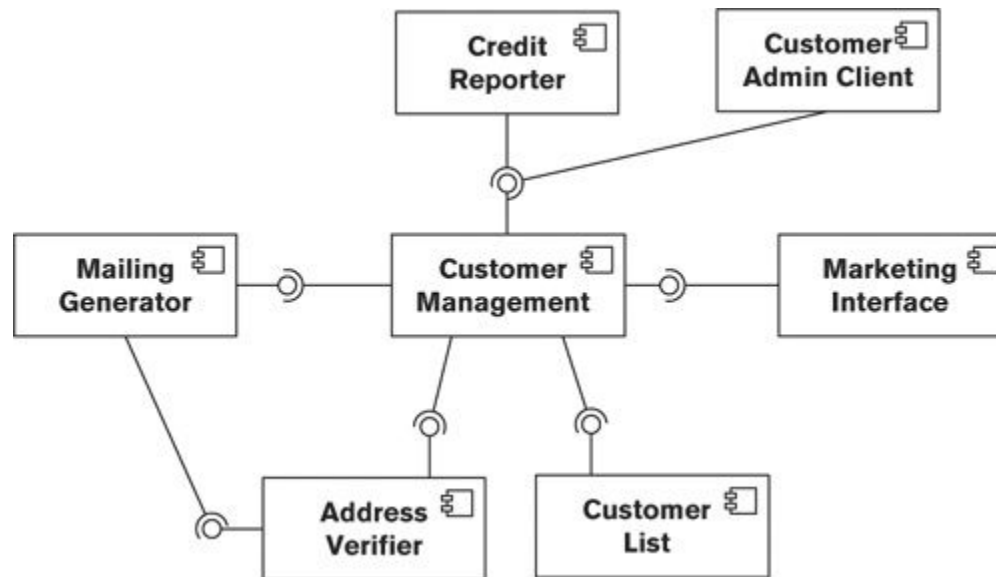 Credit
Reporter
Customer
Admin Client
Mailing
Generator
Customer
Management
Marketing
Interface
Address
Verifier
Customer
List